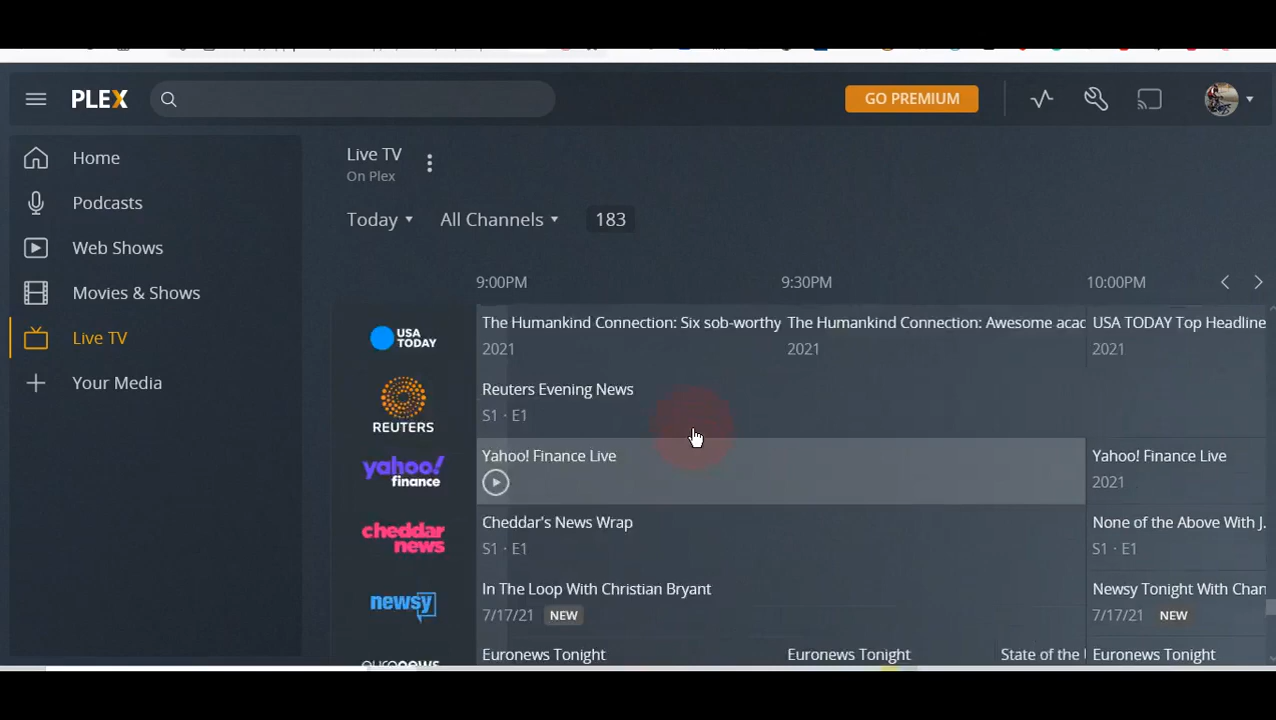 PLEX
GO PREMIUM
Home
Podcasts
Web Shows
Movies & Shows
Live TV
Your Media
Live TV
On Plex
Today All Channels 183
9:00PM 9:30PM 10:00PM
USA TODAY
The Humankind Connection: Six sob-worthy The Humankind Connection: Awesome acad USA TODAY Top Headline
2021 2021 2021
REUTERS
Reuters Evening News
S1 · E1
yahoo! finance
Yahoo! Finance Live Yahoo! Finance Live
2021
cheddar news
Cheddar's News Wrap None of the Above With J.
S1 · E1 S1 · E1
newsy
In The Loop With Christian Bryant Newsy Tonight With Chan
7/17/21 NEW 7/17/21 NEW
euronews
Euronews Tonight Euronews Tonight State of the Euronews Tonight